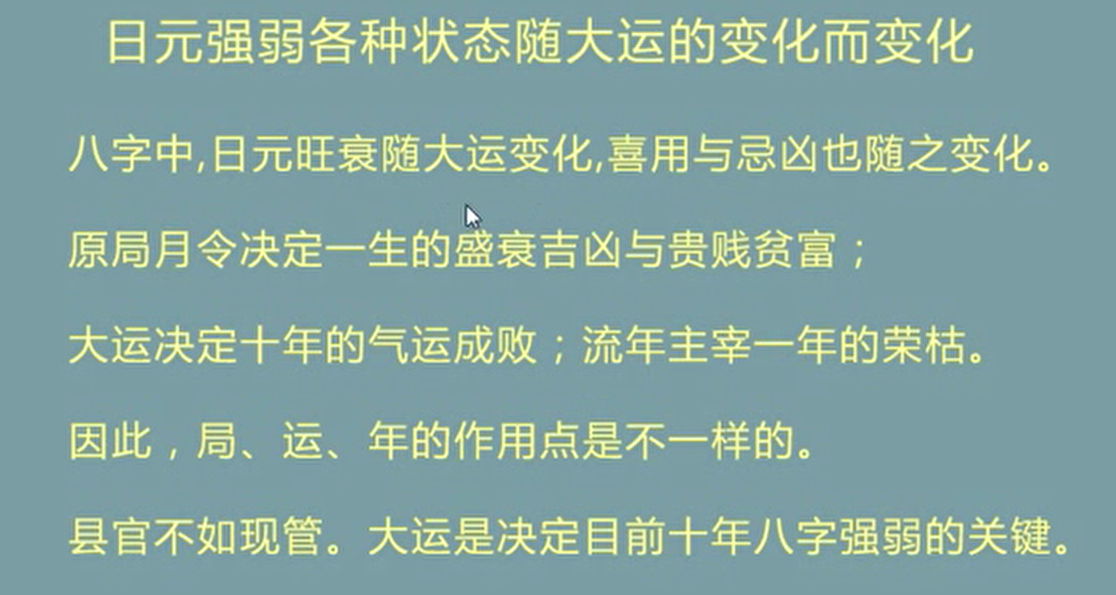 日元强弱各种状态随大运的变化而变化
八字中,日元旺衰随大运变化,喜用与忌凶也随之变化。
原局月令决定一生的盛衰吉凶与贵贱贫富；
大运决定十年的气运成败；流年主宰一年的荣枯。
因此，局、运、年的作用点是不一样的。
县官不如现管。大运是决定目前十年八字强弱的关键。